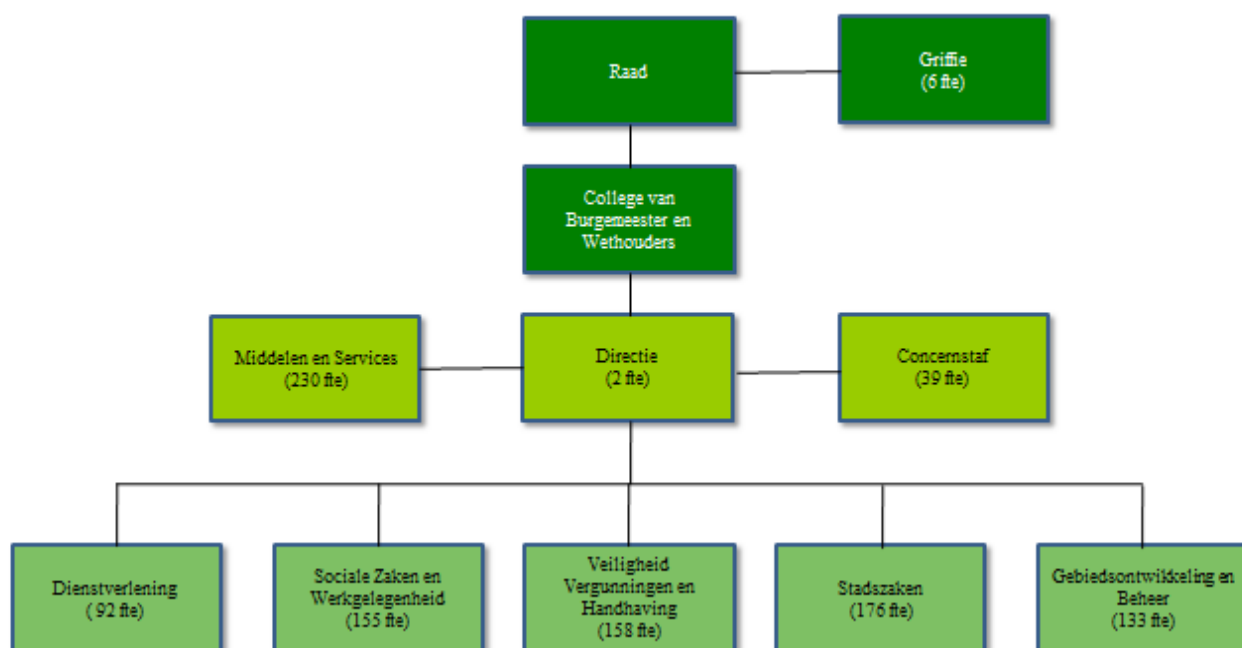 Raad
Griffie
(6 fte)
College van
Burgemeester en
Wethouders
Middelen en Services
(230 fte)
Directie
(2 fte)
Concernstaf
(39 fte)
Dienstverlening
( 92 fte)
Sociale Zaken en
Werkgelegenheid
(155 fte)
Veiligheid
Vergunningen en
Handhaving
(158 fte)
Stadszaken
(176 fte)
Gebiedsontwikkeling en
Beheer
(133 fte)